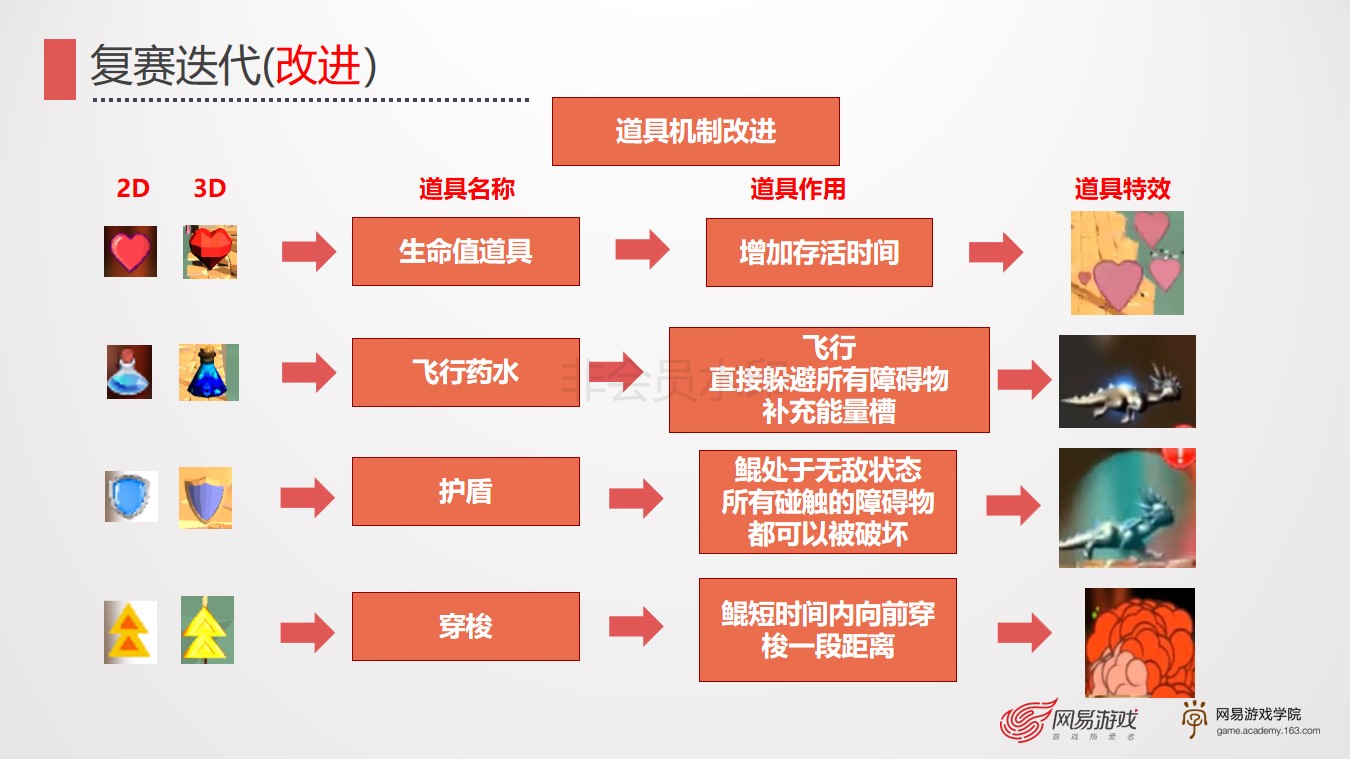 复赛迭代(改进)
道具机制改进
2D 3D 道具名称 道具作用 道具特效
生命值道具 增加存活时间
飞行药水
飞行
直接躲避所有障碍物
补充能量槽
护盾
鲲处于无敌状态
所有碰触的障碍物
都可以被破坏
穿梭
鲲短时间内向前穿
梭一段距离
非会员水印
网易游戏
游戏热爱者
网易游戏学院
game.academy.163.com